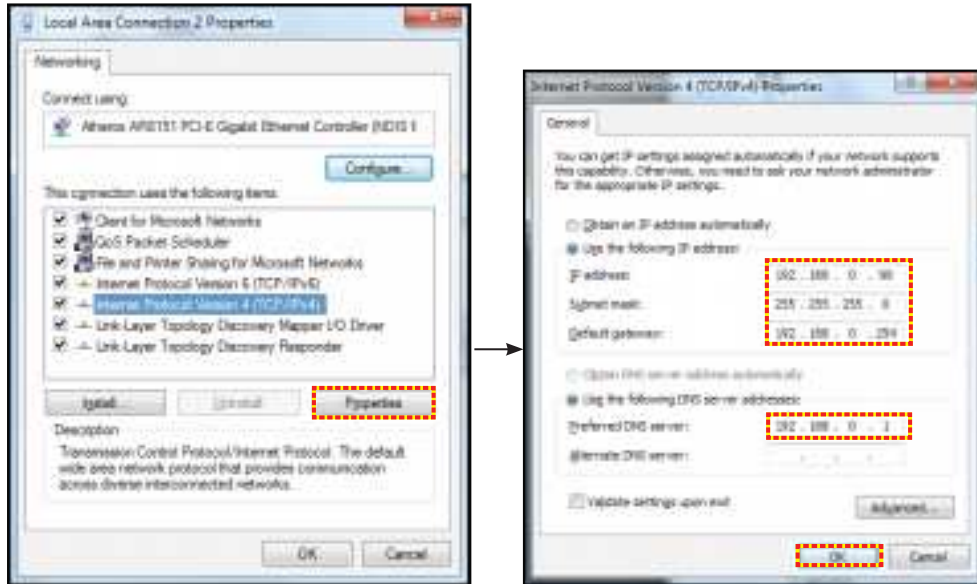 Local Area Connection 2 Properties
Networking
Connect using:
Atheros AR8151 PCI-E Gigabit Ethernet Controller (NDIS 6
Configure...
This connection uses the following items:
Client for Microsoft Networks
QoS Packet Scheduler
File and Printer Sharing for Microsoft Networks
Internet Protocol Version 6 (TCP/IPv6)
Internet Protocol Version 4 (TCP/IPv4)
Link-Layer Topology Discovery Mapper I/O Driver
Link-Layer Topology Discovery Responder
Install...
Uninstall
Properties
Description
Transmission Control Protocol/Internet Protocol. The default
wide area network protocol that provides communication
across diverse interconnected networks.
OK
Cancel
Internet Protocol Version 4 (TCP/IPv4) Properties
General
You can get IP settings assigned automatically if your network supports
this capability. Otherwise, you need to ask your network administrator
for the appropriate IP settings.
Obtain an IP address automatically
Use the following IP address:
IP address:
Subnet mask:
255 . 255 . 255 . 0
Default gateway:
0 . 254
Obtain DNS server address automatically
Use the following DNS server addresses:
Preferred DNS server:
0 . 1
Alternate DNS server:
Validate settings upon exit
Advanced...
OK
Cancel